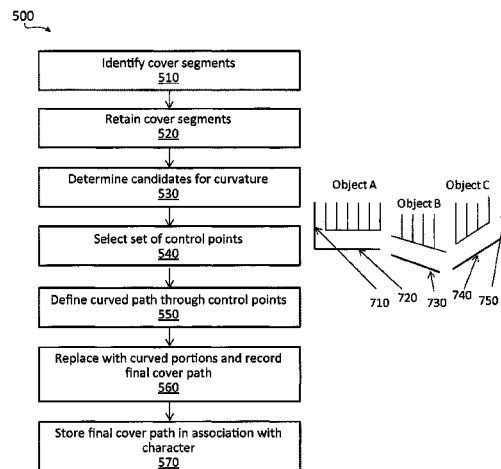 500
Identify cover segments
510
Retain cover segments
520
Determine candidates for curvature
530
Select set of control points
540
Define curved path through control points
550
Replace with curved portions and record
final cover path
560
Store final cover path in association with
character
570
Object A
Object B
Object C
710
720
730
740
750